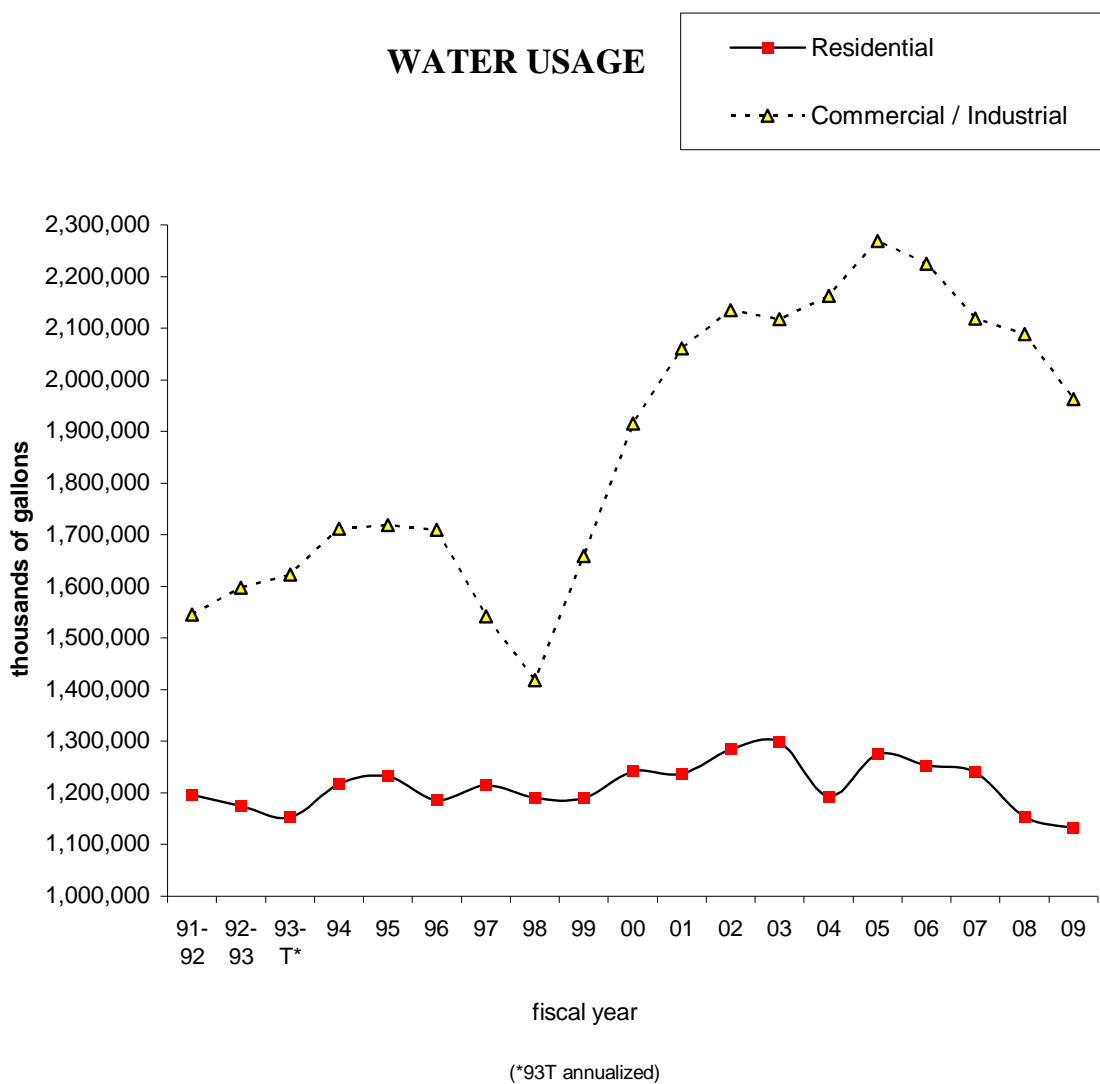 WATER USAGE
Residential
Commercial / Industrial
2,300,000
2,200,000
2,100,000
2,000,000
1,900,000
1,800,000
1,700,000
1,600,000
1,500,000
1,400,000
1,300,000
1,200,000
1,100,000
1,000,000
thousands of gallons
91- 92- 93- 94 95 96 97 98 99 00 01 02 03 04 05 06 07 08 09
92 93 T*
fiscal year
(*93T annualized)